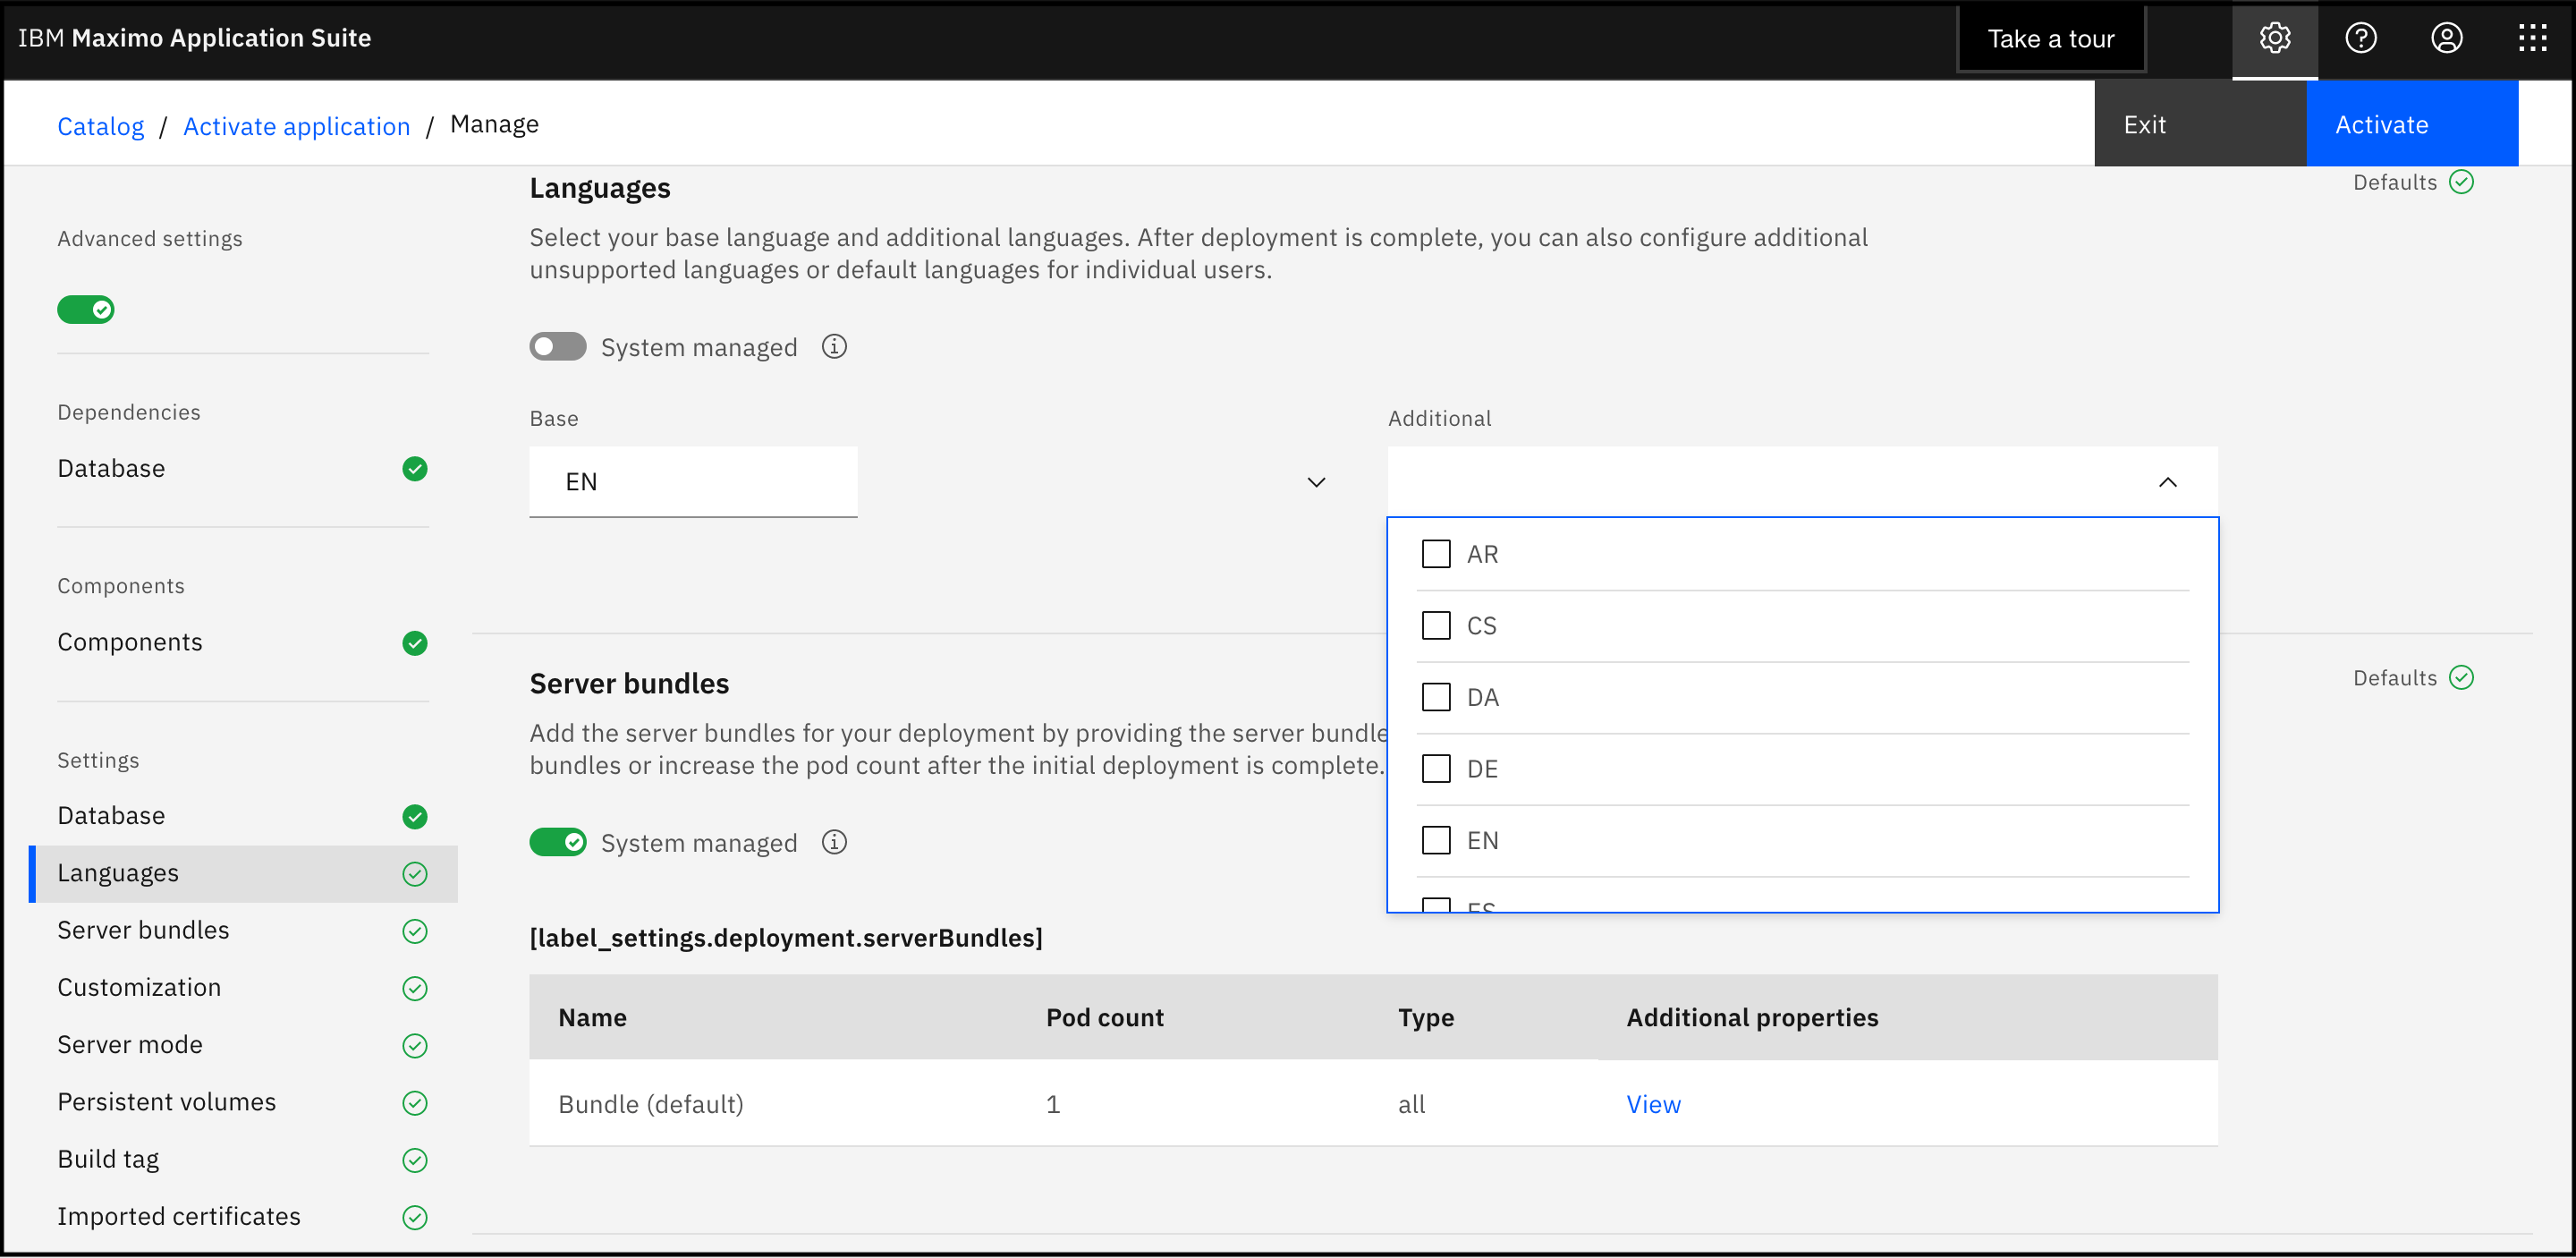 IBM Maximo Application Suite
Take a tour
Catalog / Activate application / Manage
Exit
Activate
Advanced settings
Dependencies
Database
Components
Components
Settings
Database
Languages
Server bundles
Customization
Server mode
Persistent volumes
Build tag
Imported certificates
Languages
Defaults
Select your base language and additional languages. After deployment is complete, you can also configure additional
unsupported languages or default languages for individual users.
System managed
Base
Additional
EN
AR
CS
DA
DE
EN
ES
Server bundles
Defaults
Add the server bundles for your deployment by providing the server bundle
bundles or increase the pod count after the initial deployment is complete.
System managed
[label_settings.deployment.serverBundles]
Name Pod count Type Additional properties
Bundle (default) 1 all View